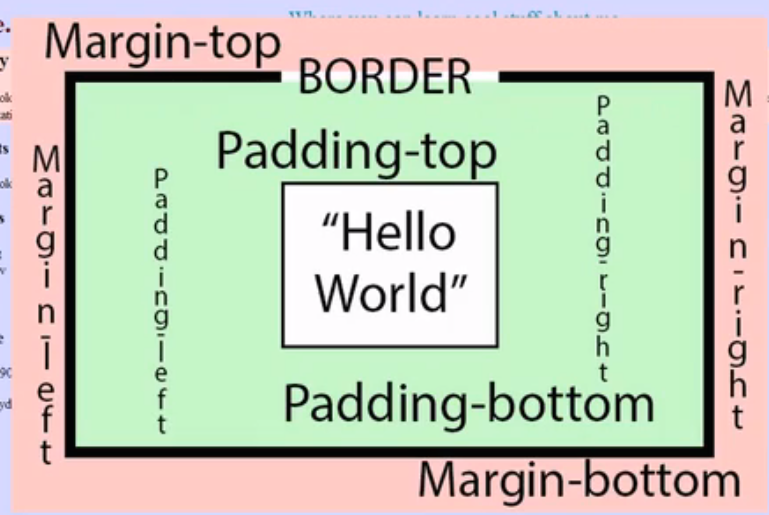 Where you can learn cool stuff about me
e.
Margin-top
BORDER
Padding-top
Margin-left
Padding-left
“Hello
World”
Padding-right
Margin-right
Padding-bottom
Margin-bottom